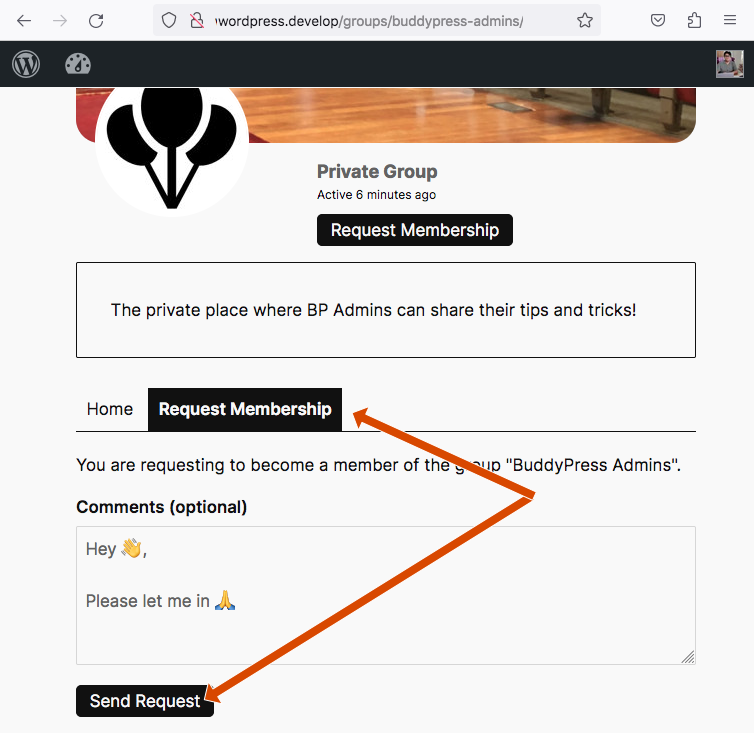 wordpress.develop/groups/buddypress-admins/
Private Group
Active 6 minutes ago
Request Membership
The private place where BP Admins can share their tips and tricks!
Home Request Membership
You are requesting to become a member of the group "BuddyPress Admins".
Comments (optional)
Hey 👋,
Please let me in 🙏
Send Request